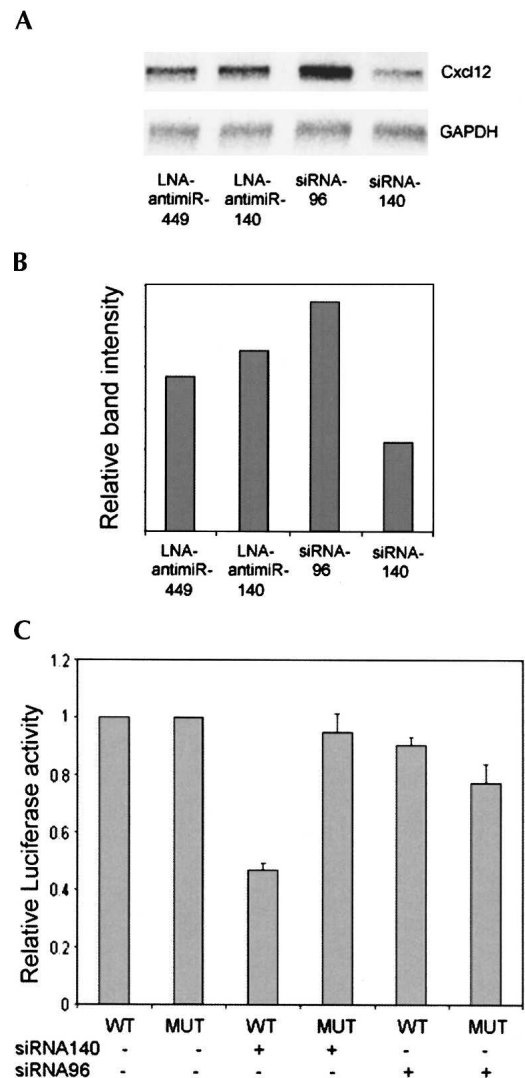 A
Cxcl12
GAPDH
LNA-
antimiR-
449
LNA-
antimiR-
140
siRNA-
96
siRNA-
140
B
Relative band intensity
LNA-
antimiR-
449
LNA-
antimiR-
140
siRNA-
96
siRNA-
140
C
Relative Luciferase activity
1.2
1
0.8
0.6
0.4
0.2
0
WT MUT WT MUT WT MUT
siRNA140 - - + + - -
siRNA96 - - - - + +